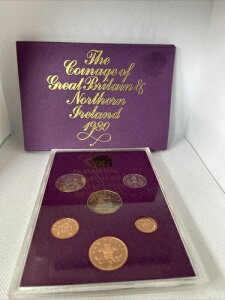 The
Coinage of
Great Britain &
Northern
Ireland
1980